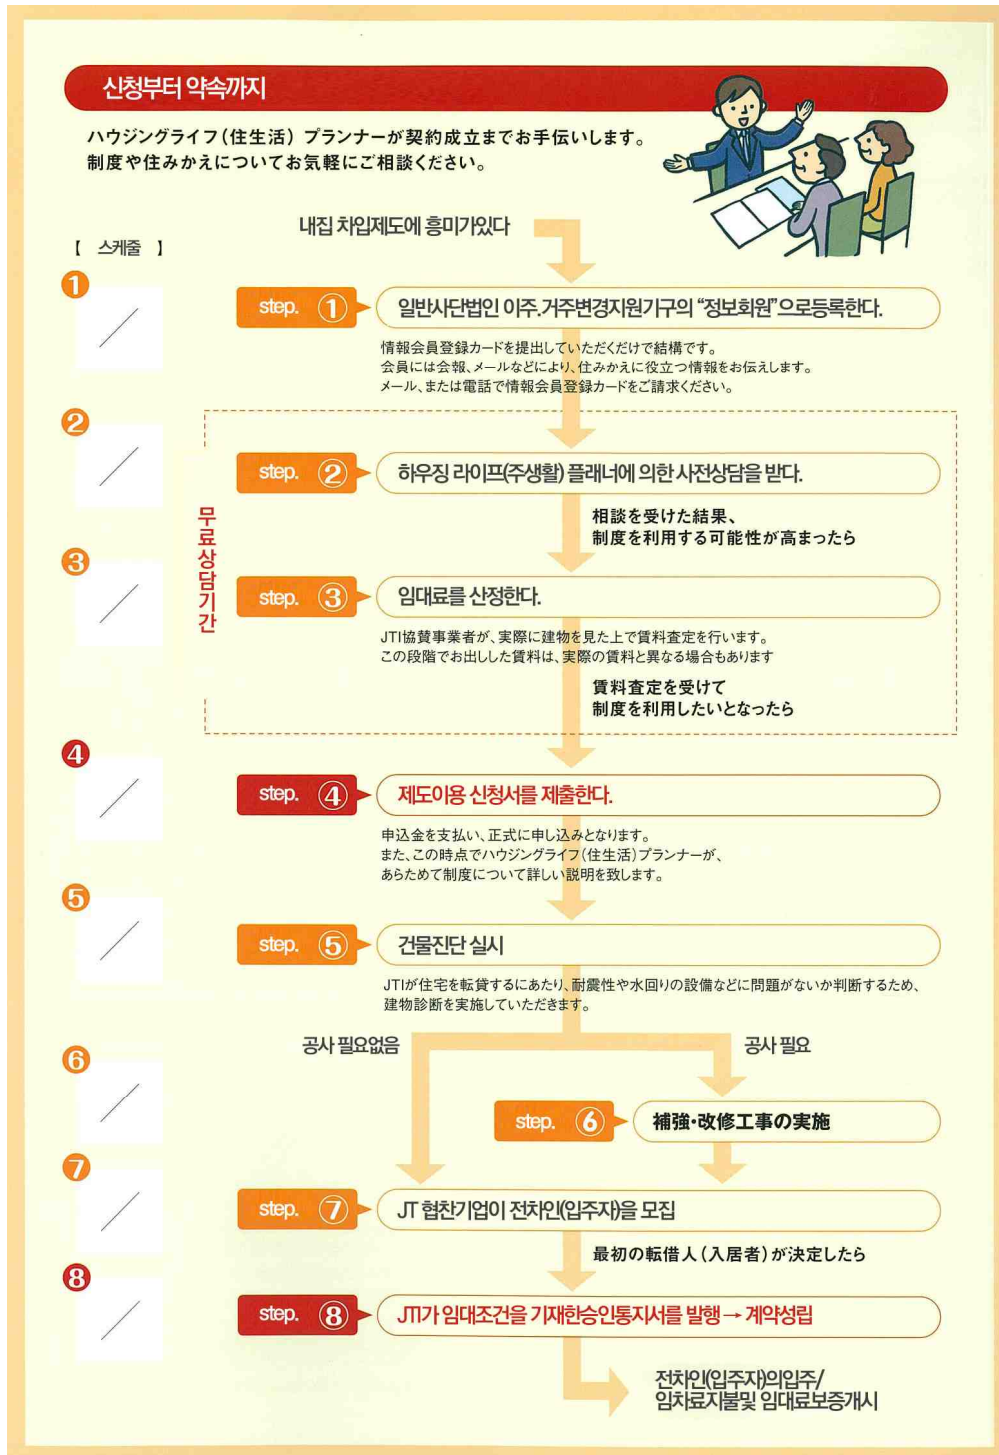 신청부터 약속까지
ハウジングライフ(住生活) プランナーが契約成立までお手伝いします。
制度や住みかえについてお気軽にご相談ください。
내집 차입제도에 흥미가있다
【 스케줄 】
1
step. ① 일반사단법인 이주.거주변경지원기구의 “정보회원”으로등록한다.
情報会員登録カードを提出していただくだけで結構です。
会員には会報、メールなどにより、住みかえに役立つ情報をお伝えします。
メール、または電話で情報会員登録カードをご請求ください。
2
step. ② 하우징 라이프(주생활) 플래너에 의한 사전상담을 받다.
相談を受けた結果、
制度を利用する可能性が高まったら
무료상담기간
3
step. ③ 임대료를 산정한다.
JTI協賛事業者が、実際に建物を見た上で賃料査定を行います。
この段階でお出しした賃料は、実際の賃料と異なる場合もあります
賃料査定を受けて
制度を利用したいとなったら
4
step. ④ 제도이용 신청서를 제출한다.
申込金を支払い、正式に申し込みとなります。
また、この時点でハウジングライフ(住生活)プランナーが、
あらためて制度について詳しい説明を致します。
5
step. ⑤ 건물진단 실시
JTIが住宅を転貸するにあたり、耐震性や水回りの設備などに問題がないか判断するため、
建物診断を実施していただきます。
공사 필요없음
공사 필요
6
step. ⑥ 補強・改修工事の実施
7
step. ⑦ JT 협찬기업이 전차인(입주자)을 모집
最初の転借人(入居者)が決定したら
8
step. ⑧ JTI가 임대조건을 기재한승인통지서를 발행→계약성립
전차인(입주자)의입주/
임차료지불및 임대료보증개시